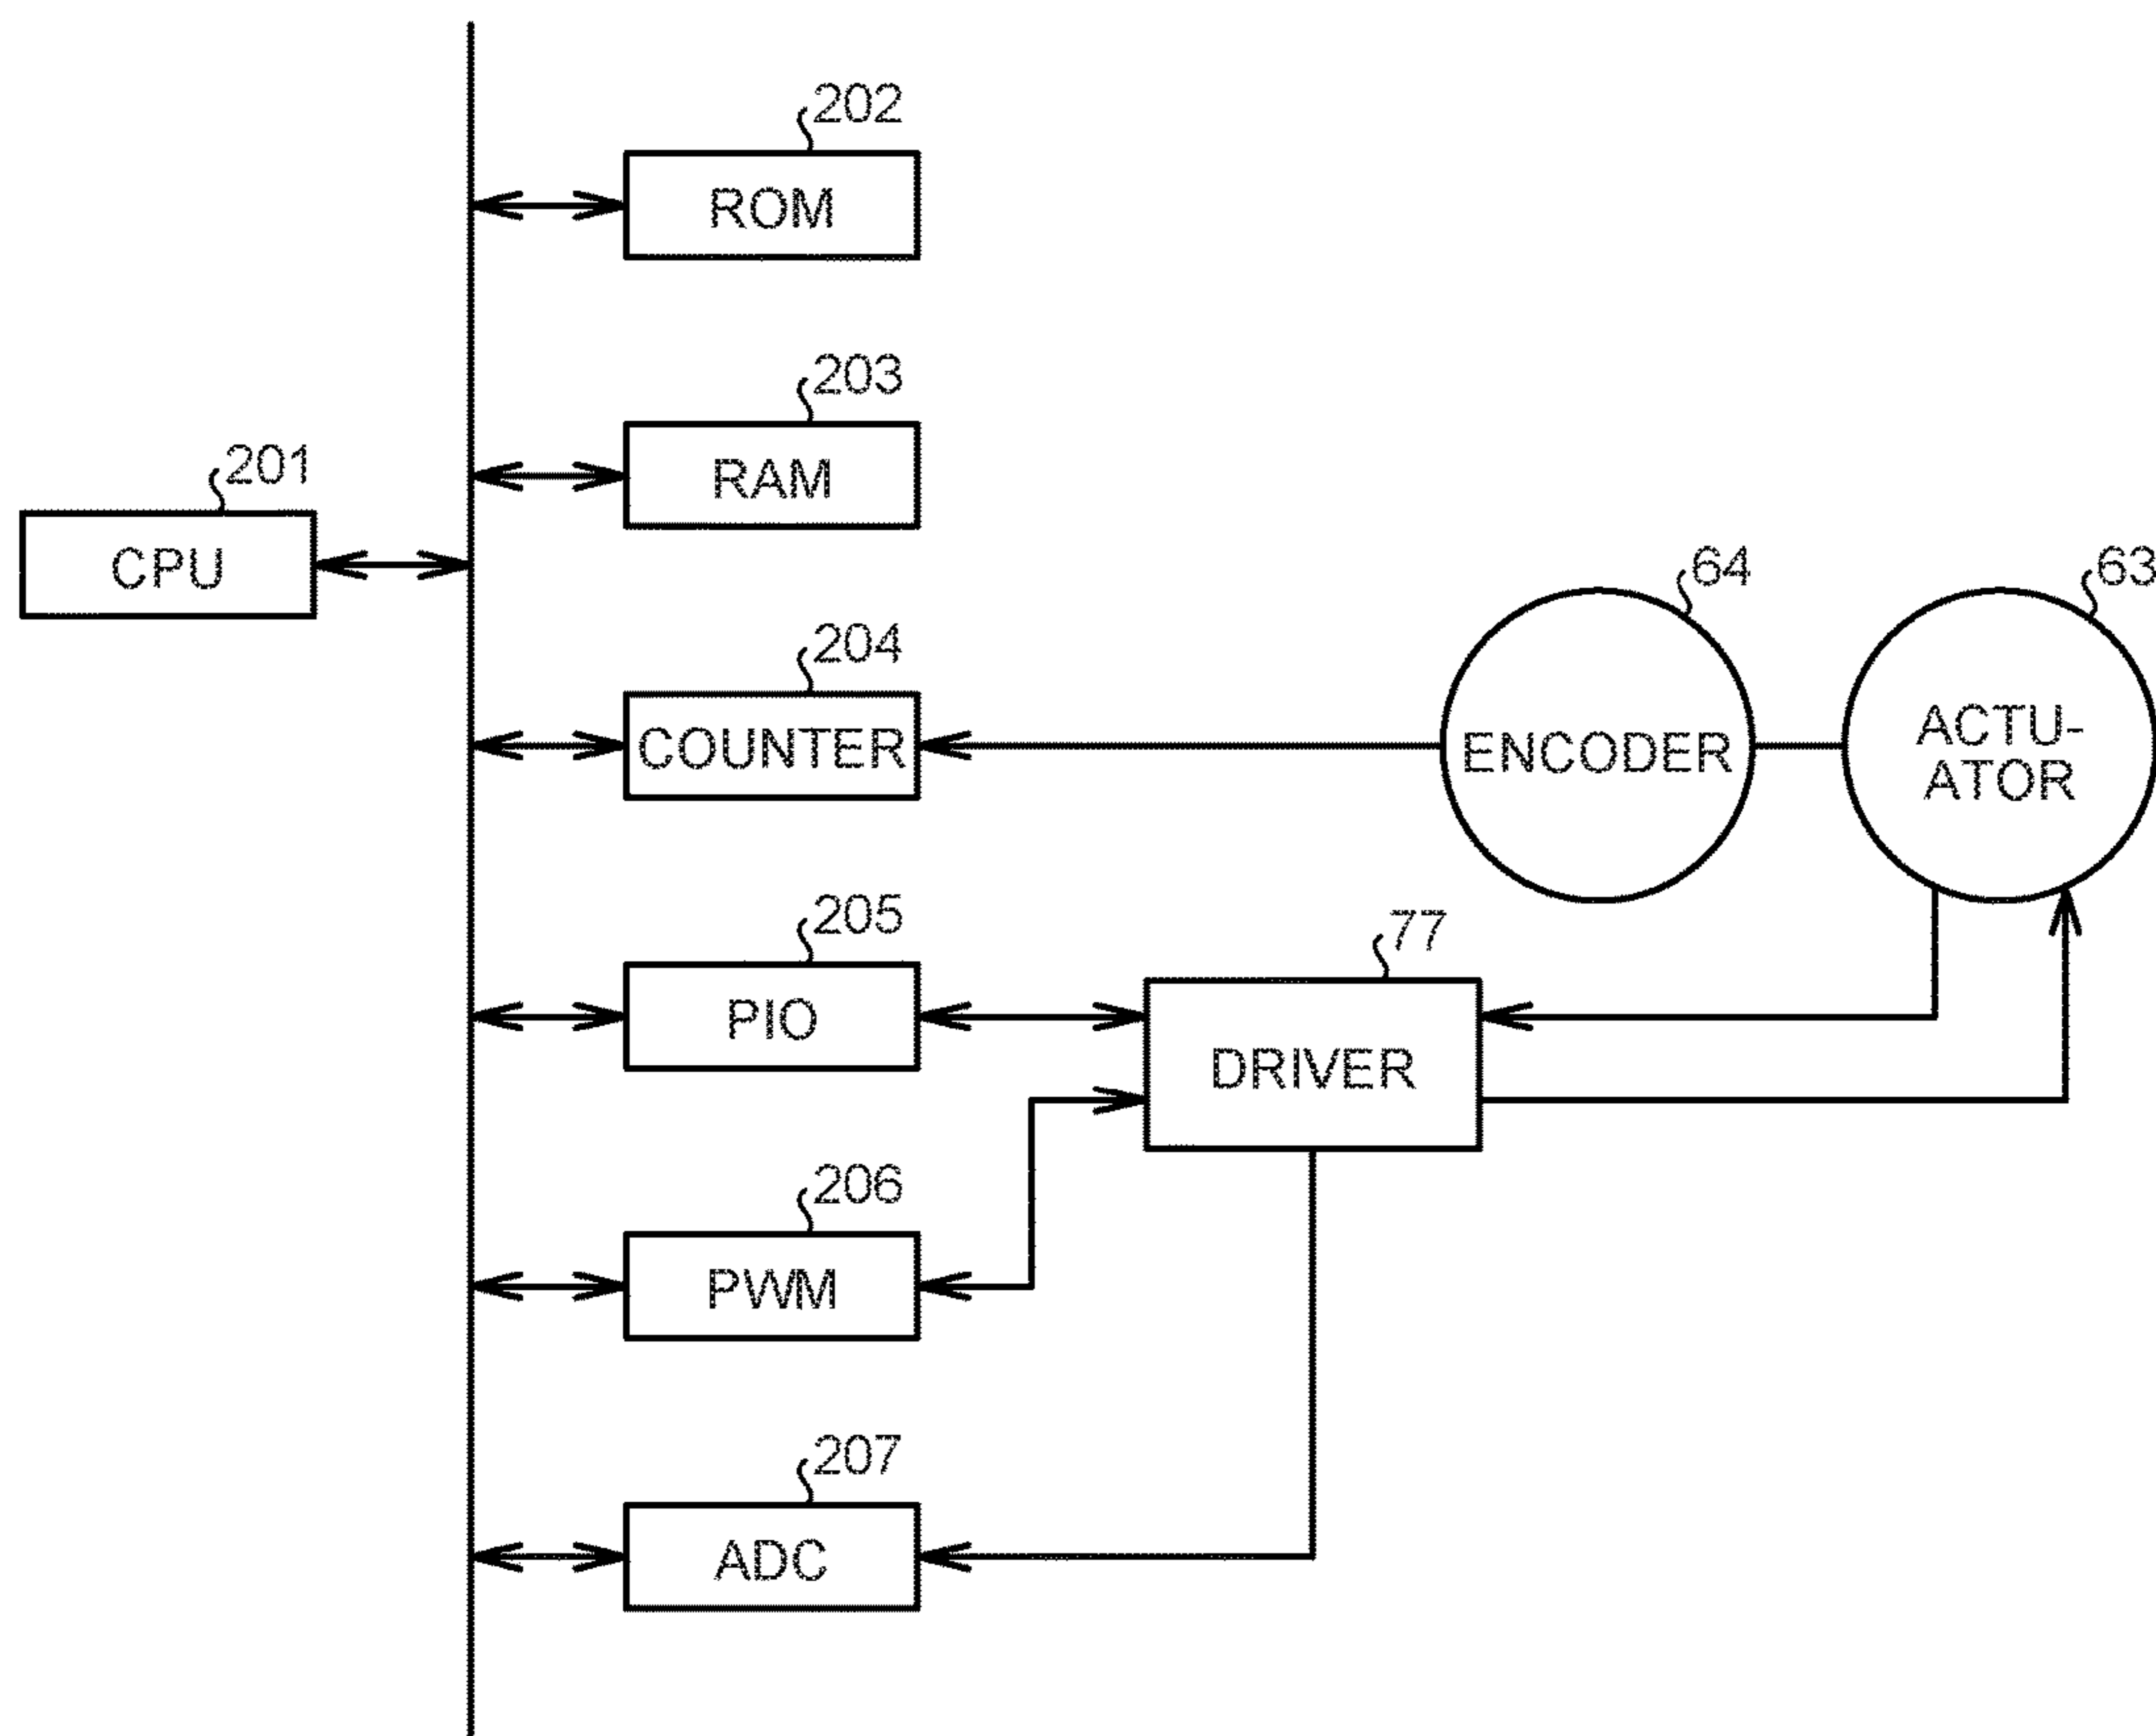 202
ROM
203
RAM
201
CPU
204
COUNTER
64
ENCODER
63
ACTU-
ATOR
205
PIO
77
DRIVER
206
PWM
207
ADC